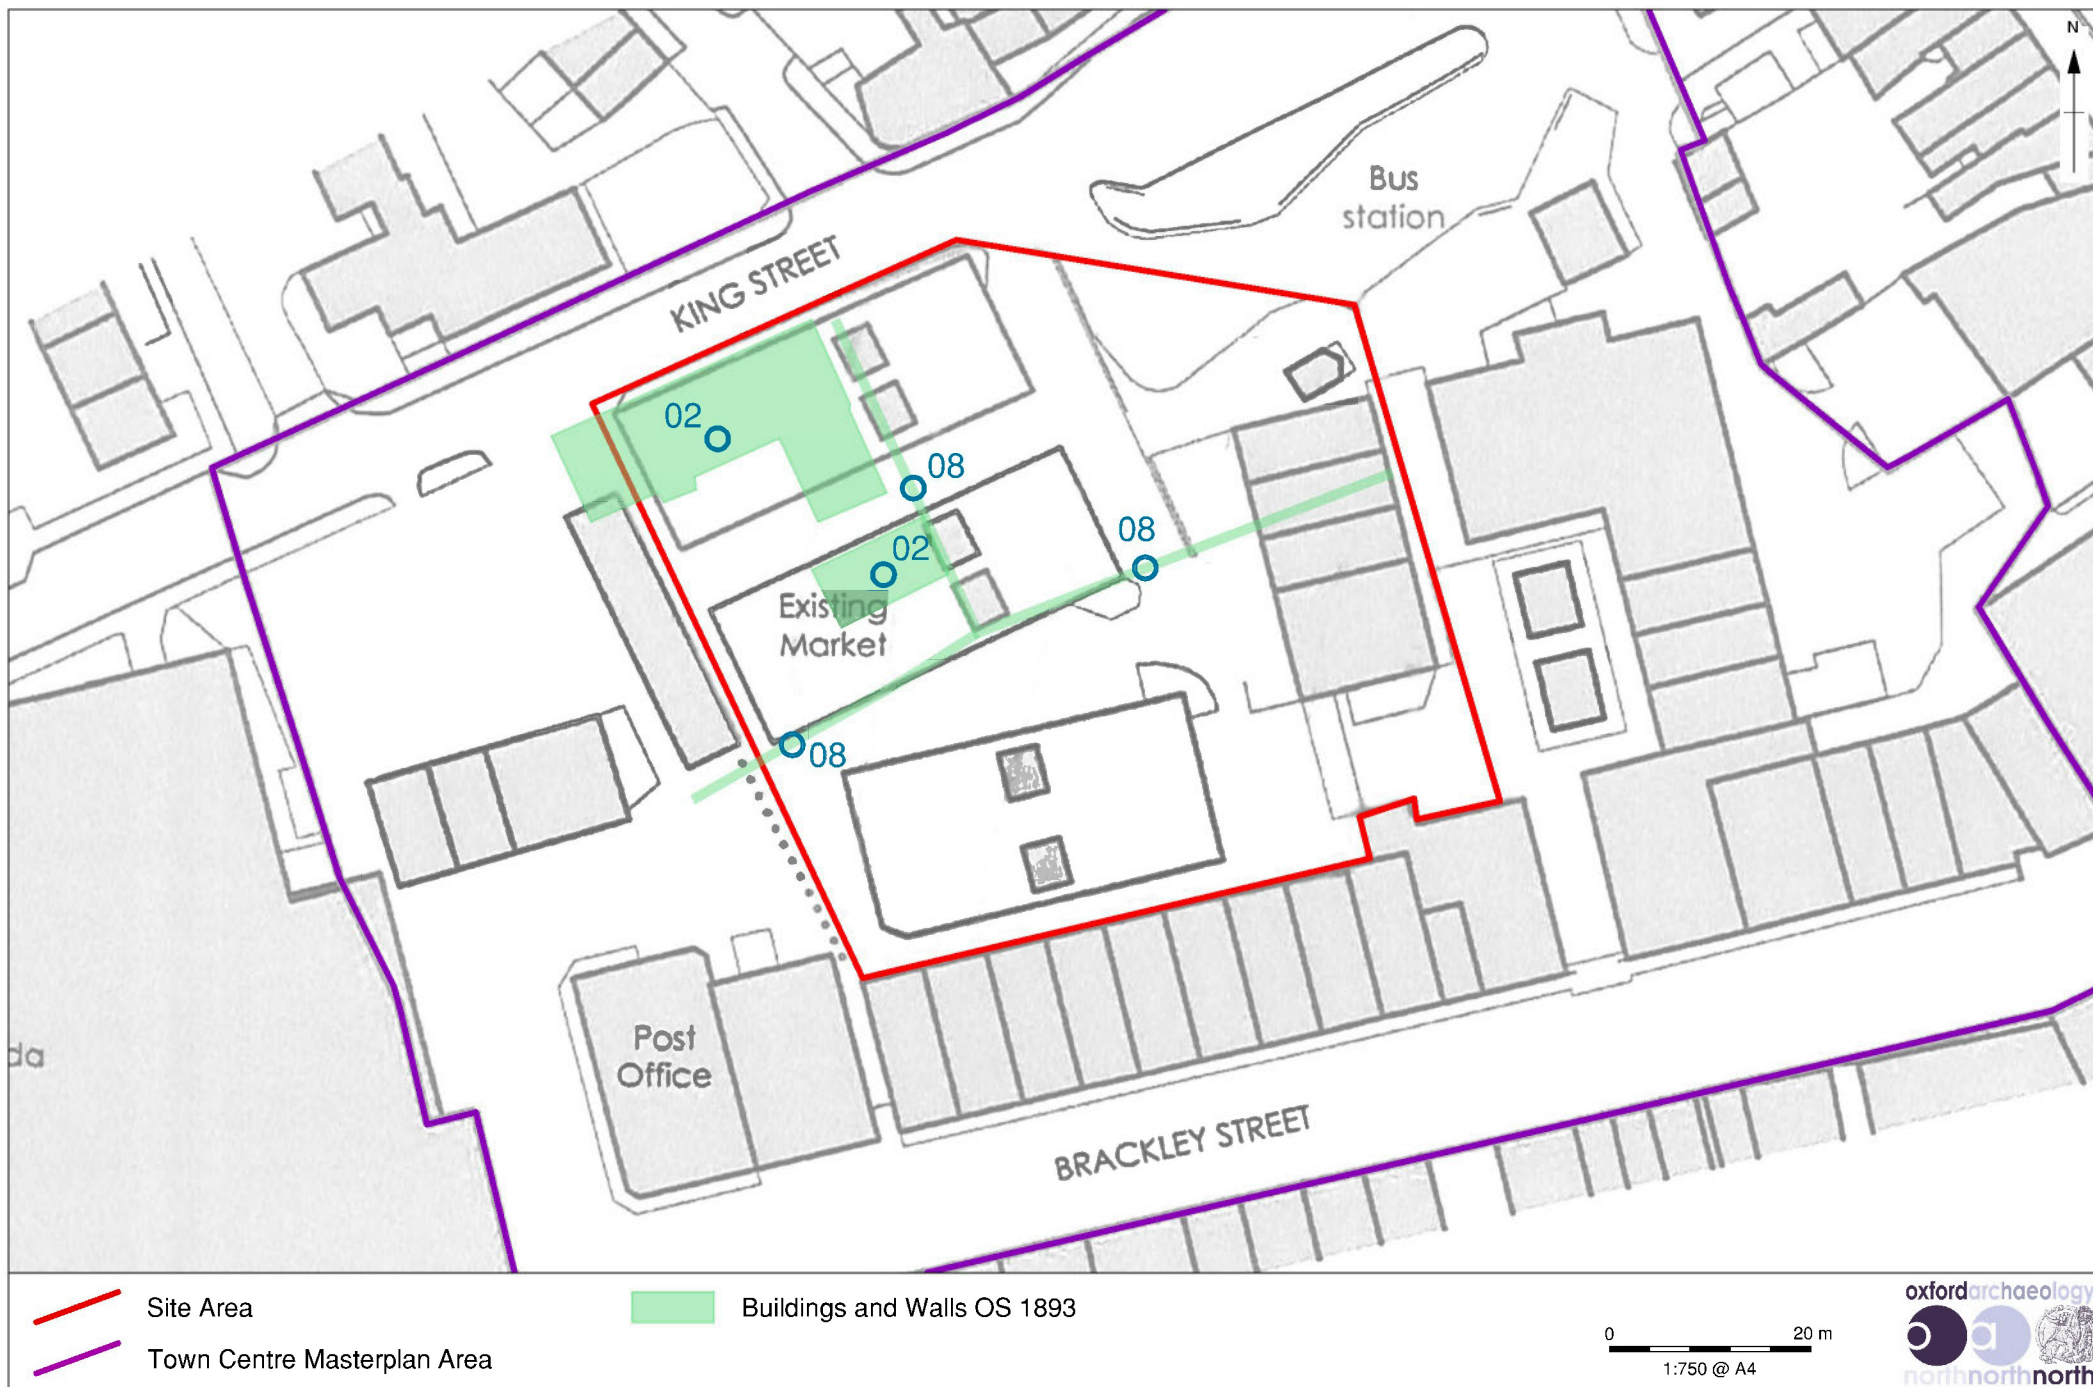 N
Bus
station
KING STREET
02
08
08
02
Existing
Market
08
da
Post
Office
BRACKLEY STREET
Site Area
Buildings and Walls OS 1893
Town Centre Masterplan Area
0 20 m
1:750 @ A4
oxfordarchaeology
o a
northnorthnorth